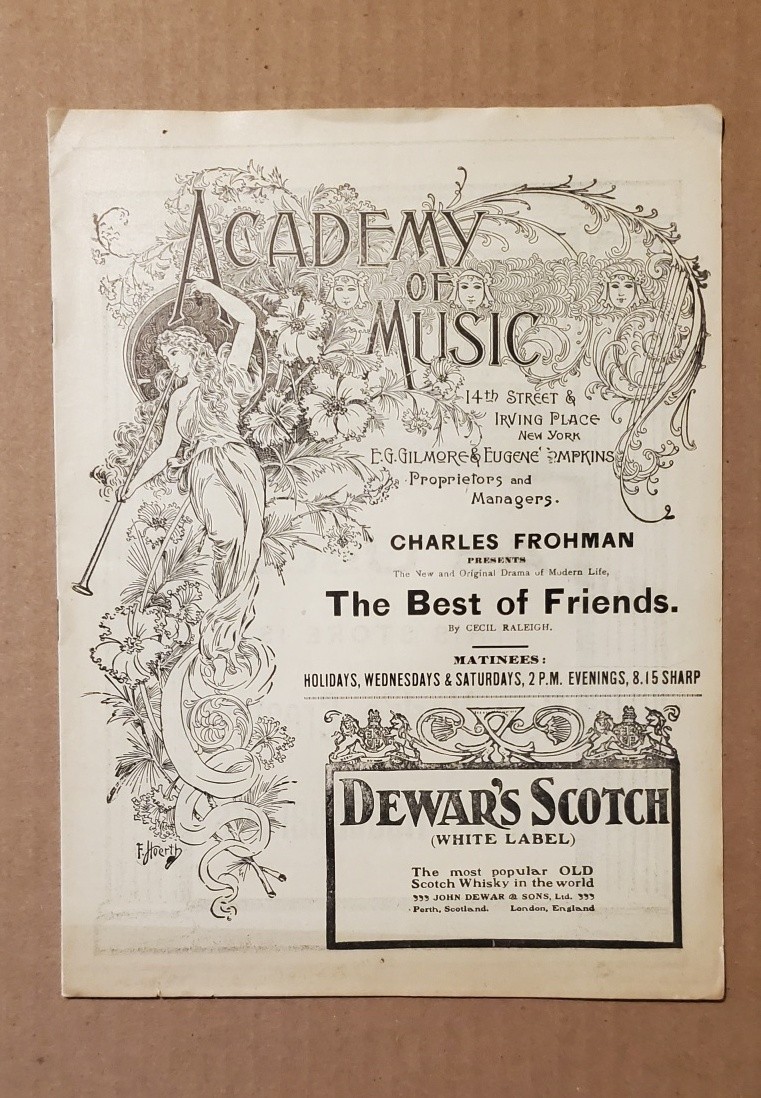 ACADEMY
OF
MUSIC
14th STREET &
IRVING PLACE
NEW YORK
E.G. GILMORE & EUGENE TOMPKINS
Proprietors and
Managers.
CHARLES FROHMAN
PRESENTS
The New and Original Drama of Modern Life,
The Best of Friends.
By CECIL RALEIGH.
MATINEES:
HOLIDAYS, WEDNESDAYS & SATURDAYS, 2 P.M. EVENINGS, 8.15 SHARP
DEWAR'S SCOTCH
(WHITE LABEL)
The most popular OLD
Scotch Whisky in the world
JOHN DEWAR & SONS, Ltd.
Perth, Scotland. London, England
F. Hoerth